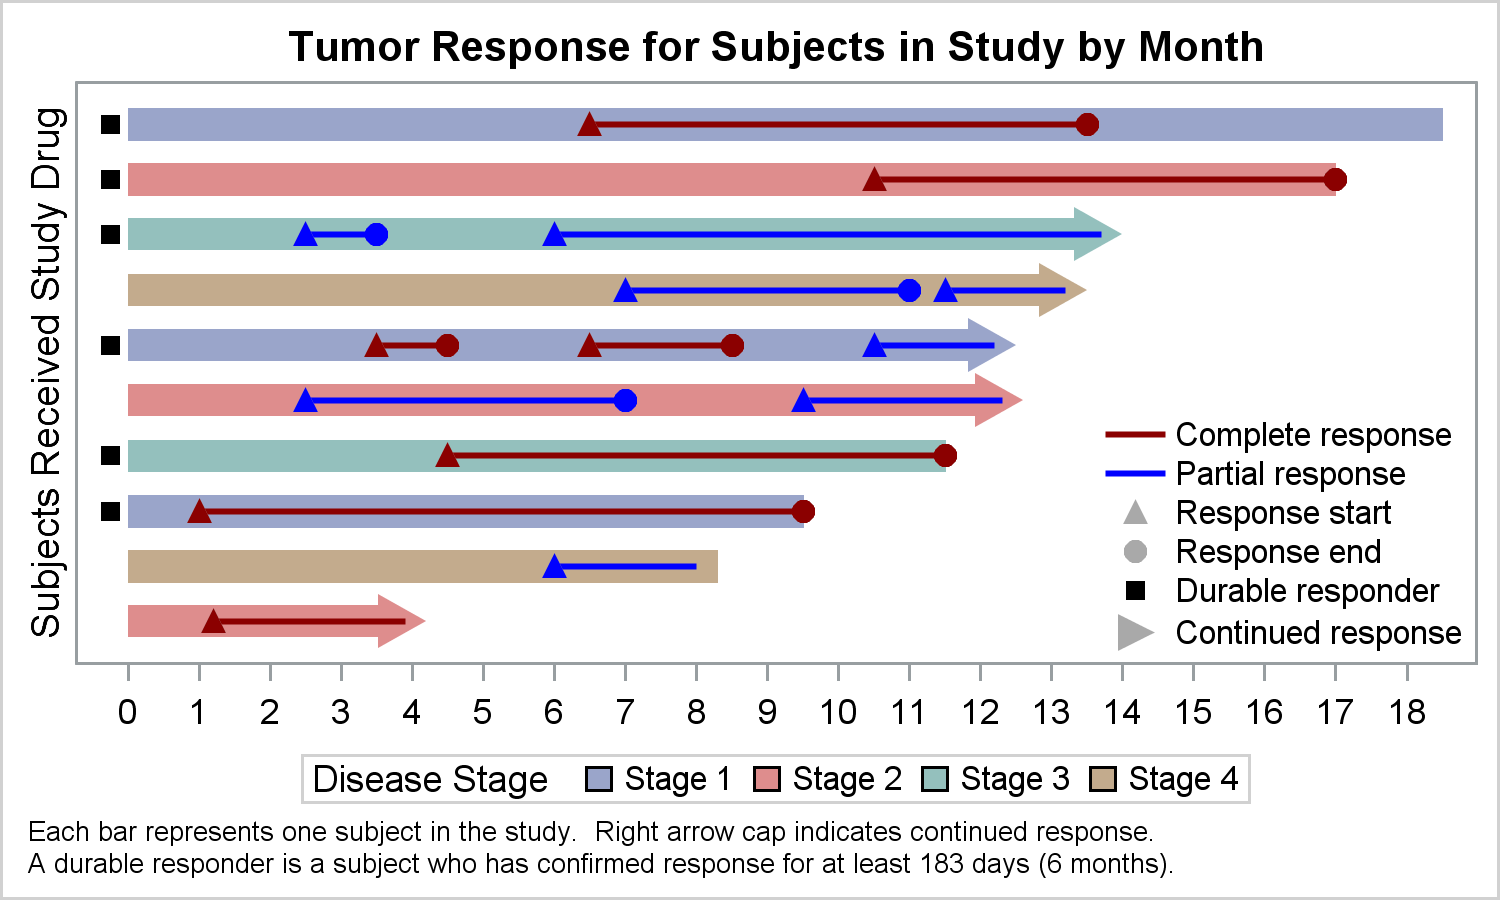 Tumor Response for Subjects in Study by Month
Subjects Received Study Drug
Complete response
Partial response
Response start
Response end
Durable responder
Continued response
0 1 2 3 4 5 6 7 8 9 10 11 12 13 14 15 16 17 18
Disease Stage Stage 1 Stage 2 Stage 3 Stage 4
Each bar represents one subject in the study.  Right arrow cap indicates continued response.
A durable responder is a subject who has confirmed response for at least 183 days (6 months).